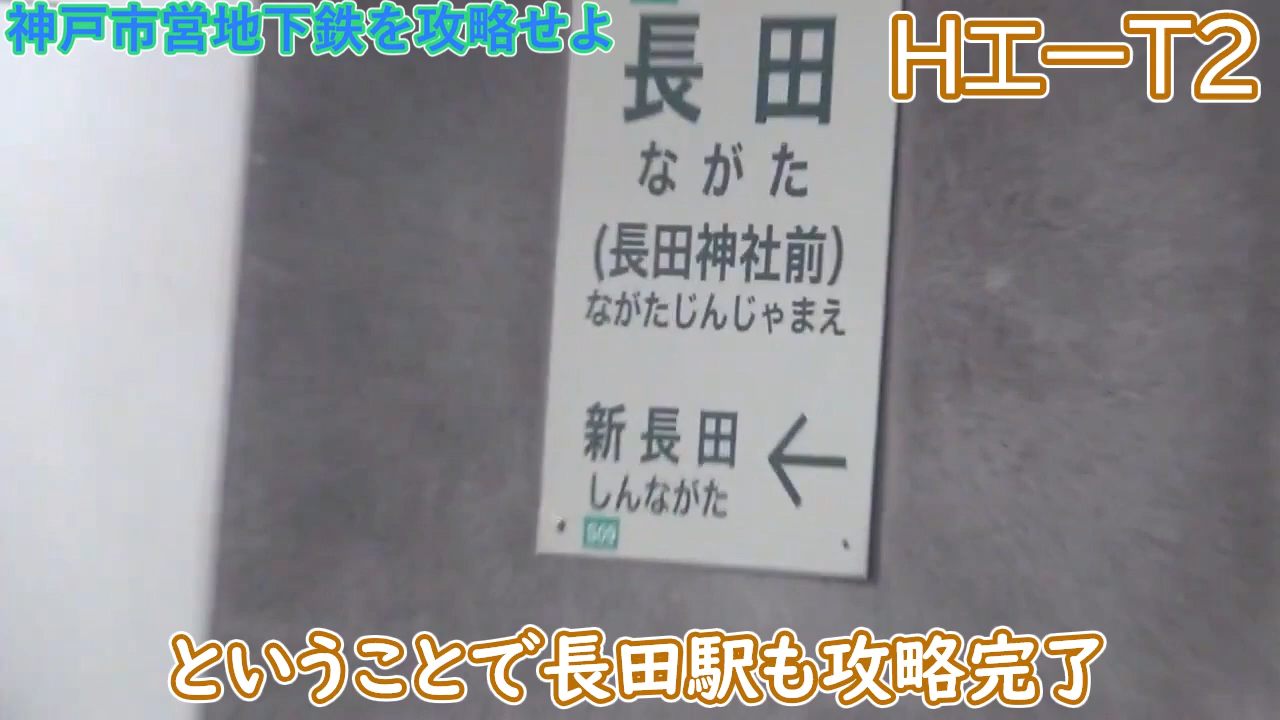 神戸市営地下鉄を攻略せよ
Hエ一T2
長田
ながた
(長田神社前)
ながたじんじゃまえ
新長田
しんながた
S09
ということで長田駅も攻略完了